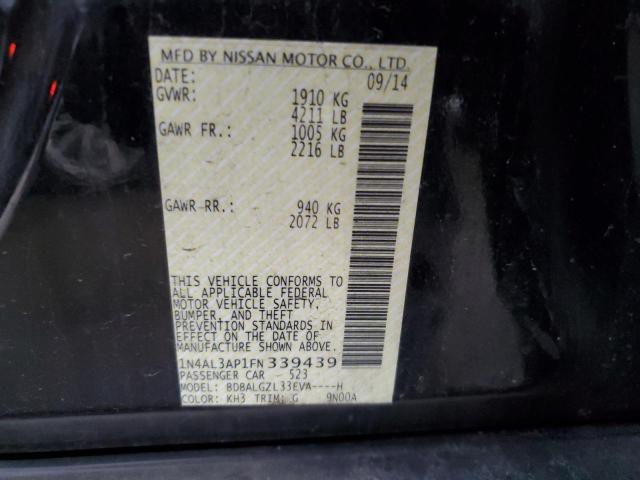 MFD BY NISSAN MOTOR CO., LTD.
DATE: 09/14
GVWR: 1910 KG
4211 LB
GAWR FR.: 1005 KG
2216 LB
GAWR RR.: 940 KG
2072 LB
THIS VEHICLE CONFORMS TO
ALL APPLICABLE FEDERAL
MOTOR VEHICLE SAFETY,
BUMPER, AND THEFT
PREVENTION STANDARDS IN
EFFECT ON THE DATE OF
MANUFACTURE SHOWN ABOVE.
1N4AL3AP1FN339439
PASSENGER CAR - 523
MODEL: BDBALGZL33EVA----H
COLOR: KH3 TRIM: G 9N00A